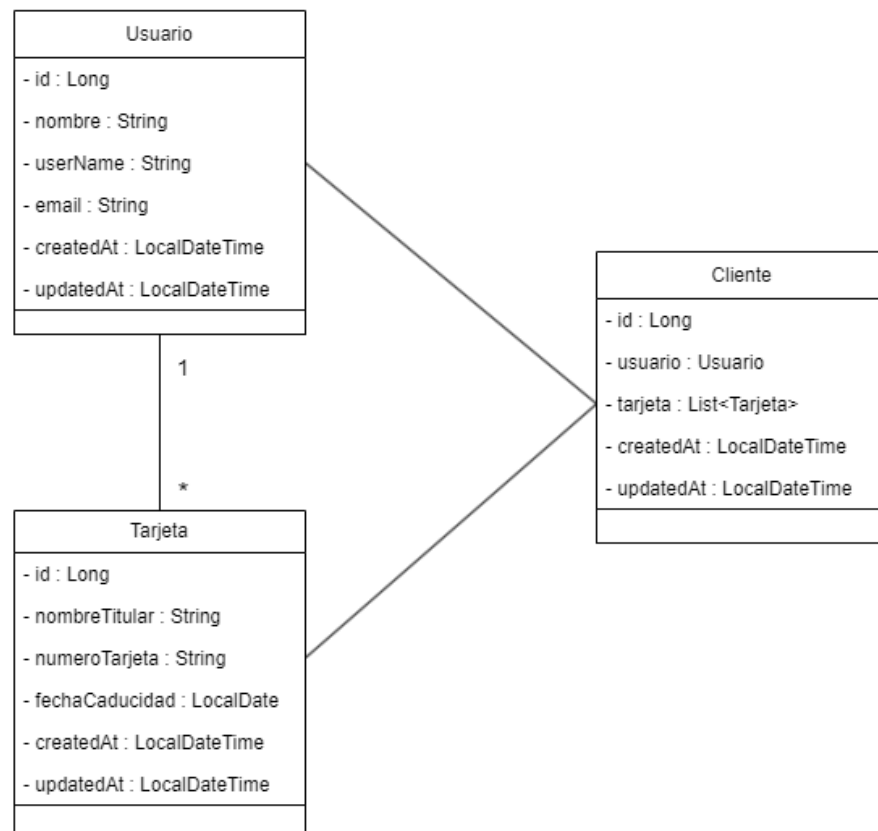 Usuario
- id : Long
- nombre : String
- userName : String
- email : String
- createdAt : LocalDateTime
- updatedAt : LocalDateTime
1
*
Tarjeta
- id : Long
- nombreTitular : String
- numeroTarjeta : String
- fechaCaducidad : LocalDate
- createdAt : LocalDateTime
- updatedAt : LocalDateTime
Cliente
- id : Long
- usuario : Usuario
- tarjeta : List<Tarjeta>
- createdAt : LocalDateTime
- updatedAt : LocalDateTime